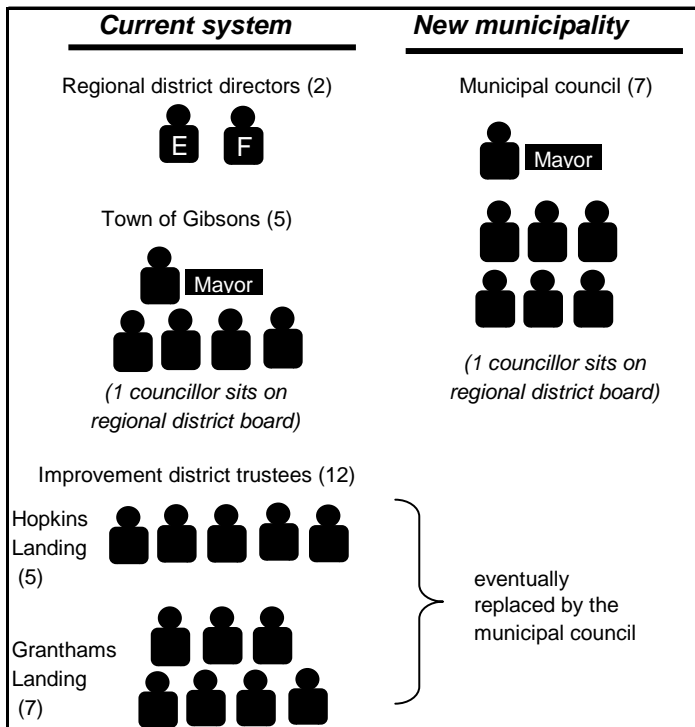 Current system
New municipality
Regional district directors (2)
E F
Town of Gibsons (5)
Mayor
(1 councillor sits on
regional district board)
Municipal council (7)
Mayor
(1 councillor sits on
regional district board)
Improvement district trustees (12)
Hopkins
Landing
(5)
Granthams
Landing
(7)
eventually
replaced by the
municipal council